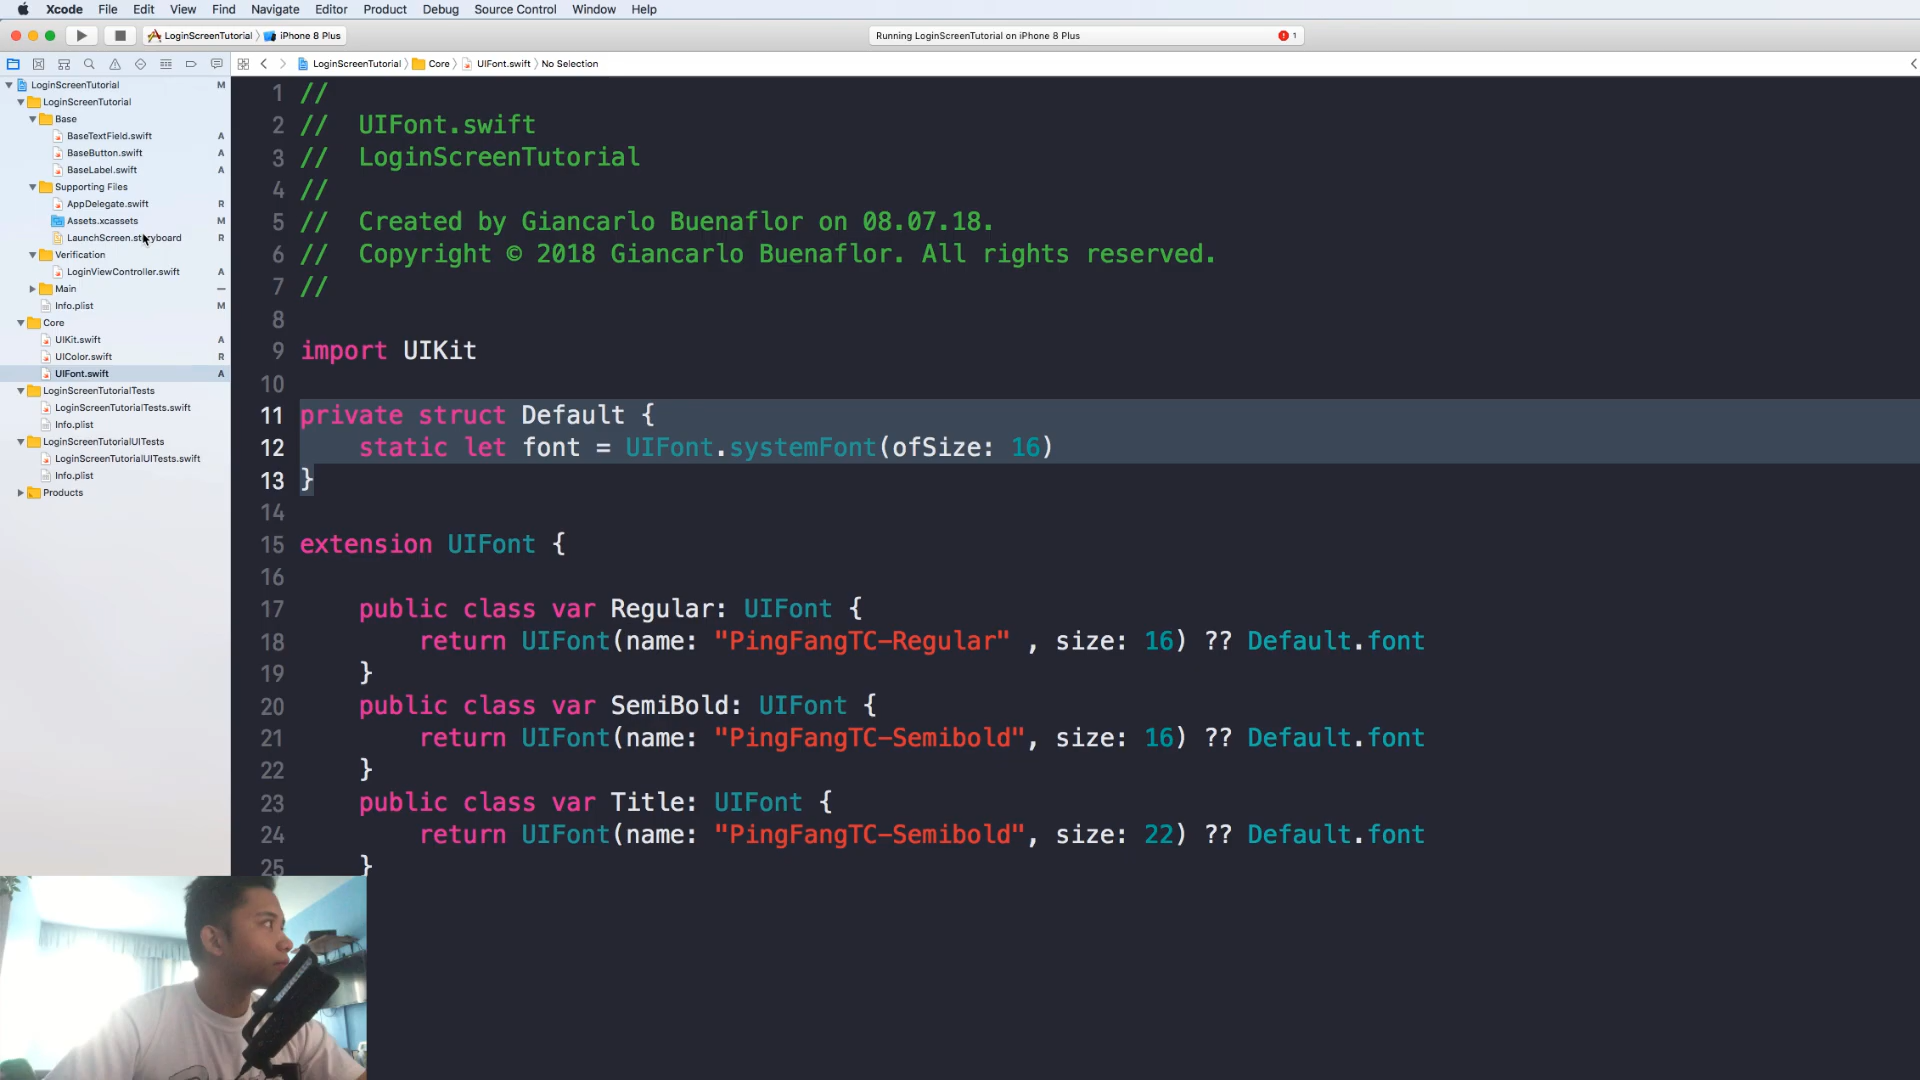 Xcode File Edit View Find Navigate Editor Product Debug Source Control Window Help
LoginScreenTutorial iPhone 8 Plus
Running LoginScreenTutorial on iPhone 8 Plus
1
LoginScreenTutorial Core UIFont.swift No Selection
LoginScreenTutorial M
LoginScreenTutorial
Base
BaseTextField.swift A
BaseButton.swift A
BaseLabel.swift A
Supporting Files
AppDelegate.swift R
Assets.xcassets M
LaunchScreen.storyboard R
Verification
LoginViewController.swift A
Main —
Info.plist M
Core
UIKit.swift A
UIColor.swift R
UIFont.swift A
LoginScreenTutorialTests
LoginScreenTutorialTests.swift
Info.plist
LoginScreenTutorialUITests
LoginScreenTutorialUITests.swift
Info.plist
Products
1 //
2 //  UIFont.swift
3 //  LoginScreenTutorial
4 //
5 //  Created by Giancarlo Buenaflor on 08.07.18.
6 //  Copyright © 2018 Giancarlo Buenaflor. All rights reserved.
7 //
8
9 import UIKit
10
11 private struct Default {
12     static let font = UIFont.systemFont(ofSize: 16)
13 }
14
15 extension UIFont {
16
17     public class var Regular: UIFont {
18         return UIFont(name: "PingFangTC-Regular" , size: 16) ?? Default.font
19     }
20     public class var SemiBold: UIFont {
21         return UIFont(name: "PingFangTC-Semibold", size: 16) ?? Default.font
22     }
23     public class var Title: UIFont {
24         return UIFont(name: "PingFangTC-Semibold", size: 22) ?? Default.font
25     }